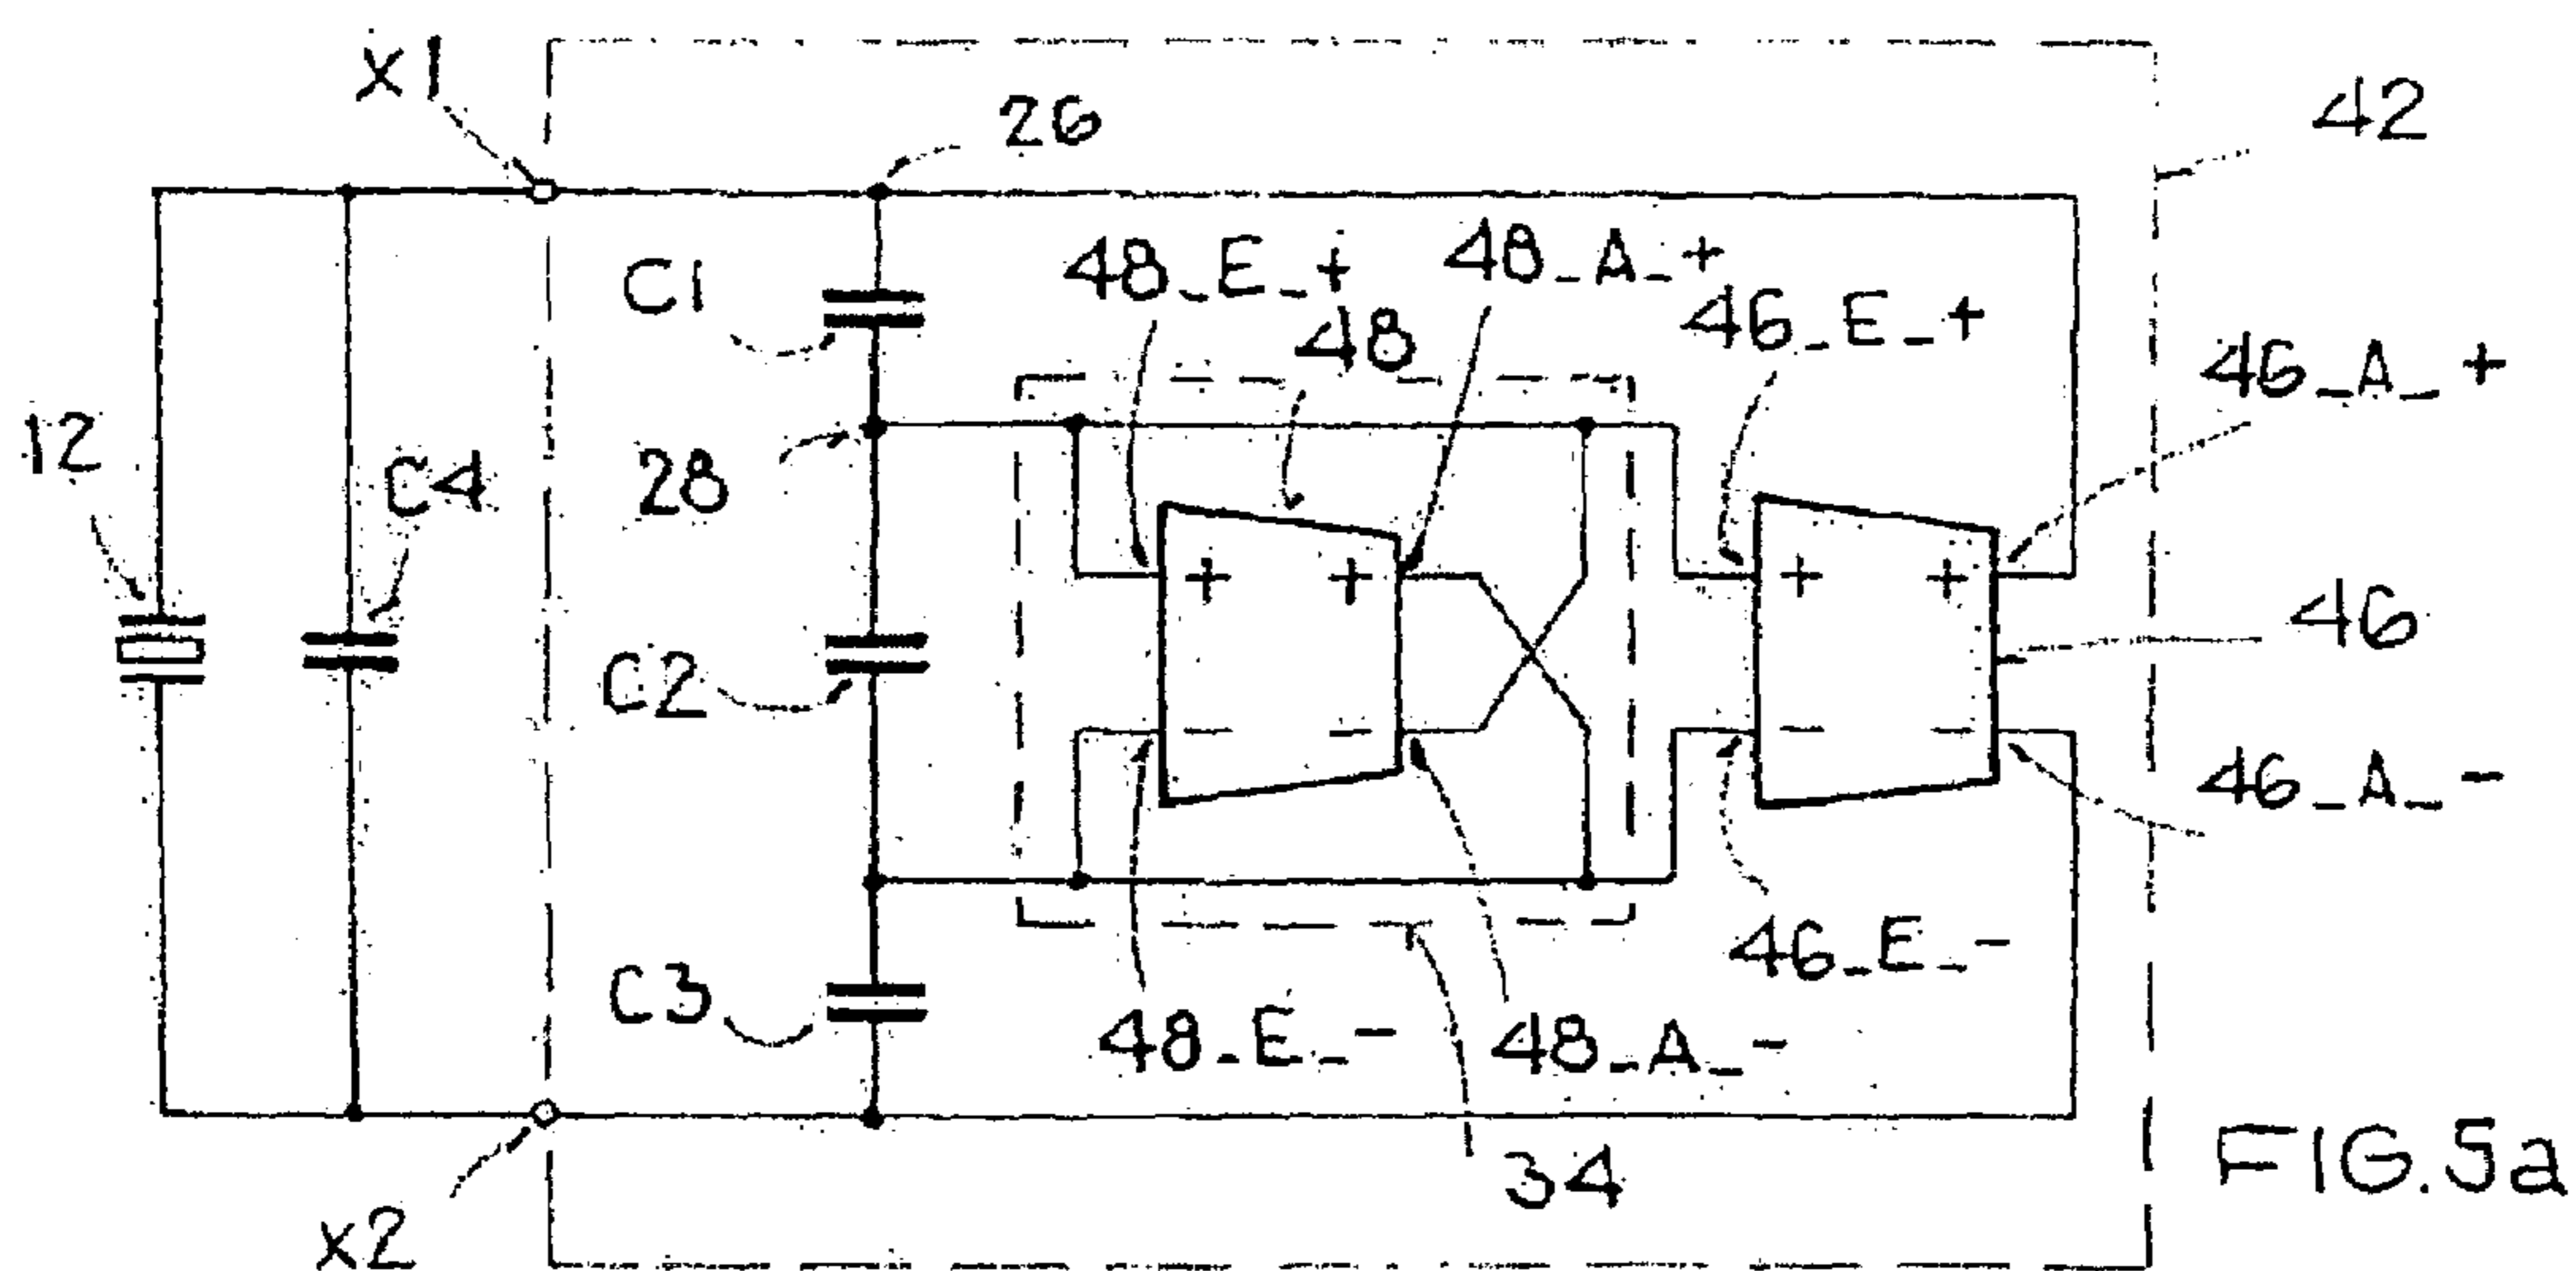 X1
26
42
C1
48_E_+
48_A_+
46_E_+
48
46_A_+
12
C4
28
+ +
+ +
46
C2
− −
− −
46_A_-
C3
46_E_-
48_E_-
48_A_-
34
FIG.5a
X2